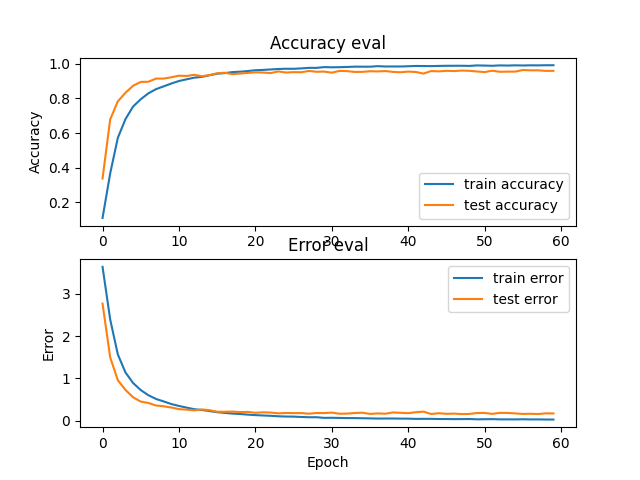 Accuracy eval
1.0
0.8
0.6
0.4
0.2
Accuracy
train accuracy
test accuracy
0 10 20 30 40 50 60
Error eval
3
2
1
0
Error
train error
test error
0 10 20 30 40 50 60
Epoch